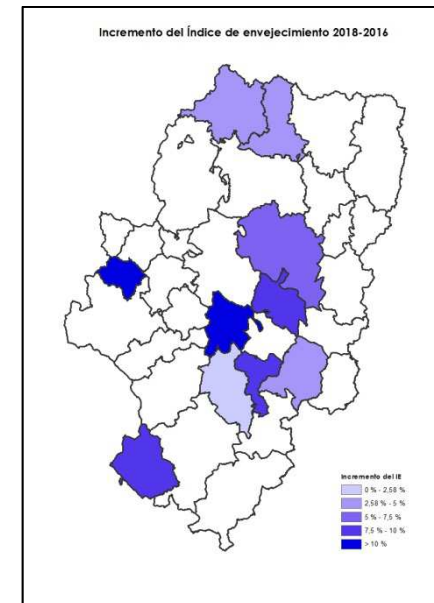 Incremento del Índice de envejecimiento 2018-2016
Incremento del IE
0 % - 2,58 %
2,58 % - 5 %
5 % - 7,5 %
7,5 % - 10 %
> 10 %